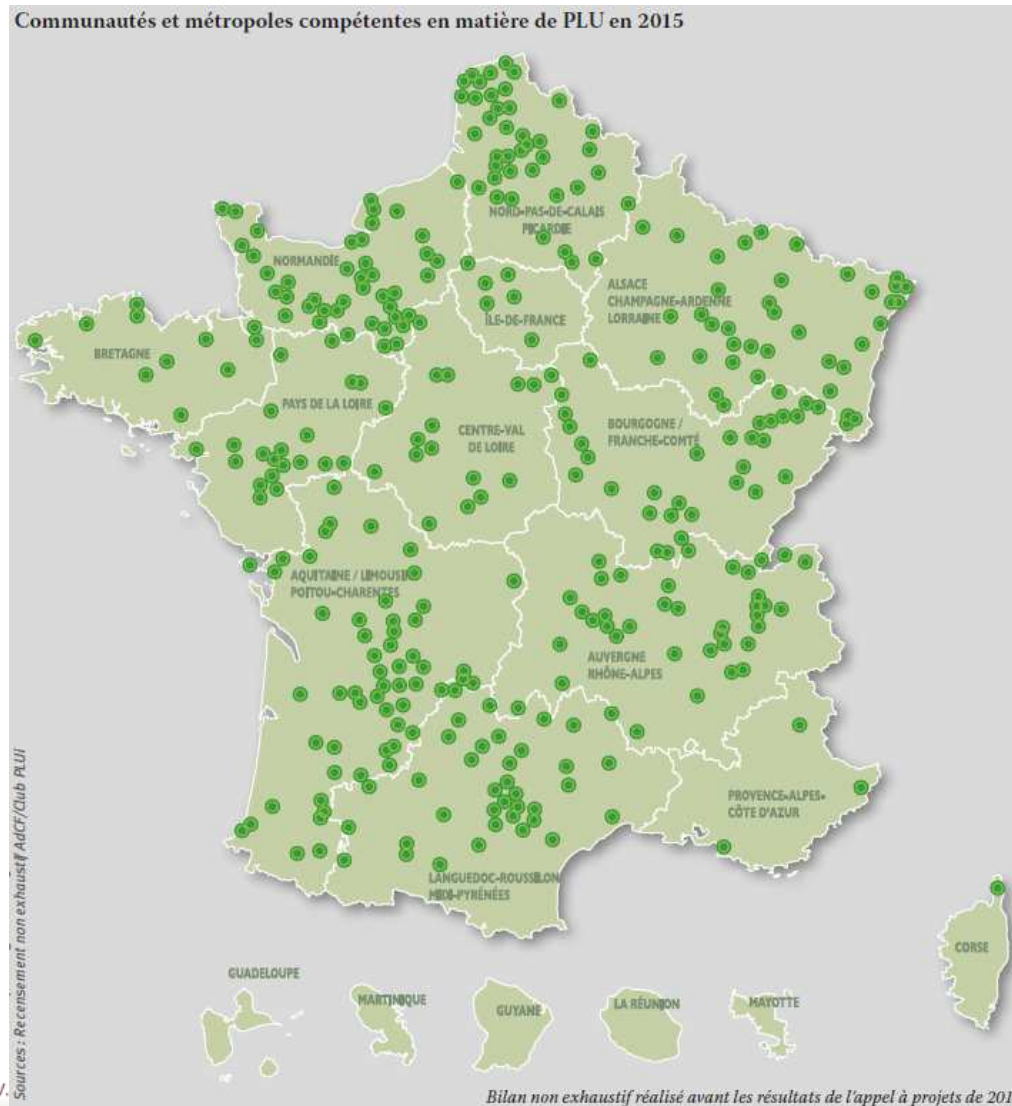 Communautés et métropoles compétentes en matière de PLU en 2015
NORD-PAS-DE-CALAIS
PICARDIE
NORMANDIE
ALSACE
CHAMPAGNE-ARDENNE
LORRAINE
ÎLE-DE-FRANCE
BRETAGNE
PAYS DE LA LOIRE
CENTRE-VAL
DE LOIRE
BOURGOGNE /
FRANCHE-COMTÉ
AQUITAINE / LIMOUSIN
POITOU-CHARENTES
AUVERGNE
RHÔNE-ALPES
PROVENCE-ALPES-
CÔTE D'AZUR
LANGUEDOC-ROUSSILLON
MIDI-PYRÉNÉES
CORSE
GUADELOUPE
MARTINIQUE
GUYANE
LA RÉUNION
MAYOTTE
Sources : Recensement non exhaustif AdCF/Club PLUi
Bilan non exhaustif réalisé avant les résultats de l'appel à projets de 201